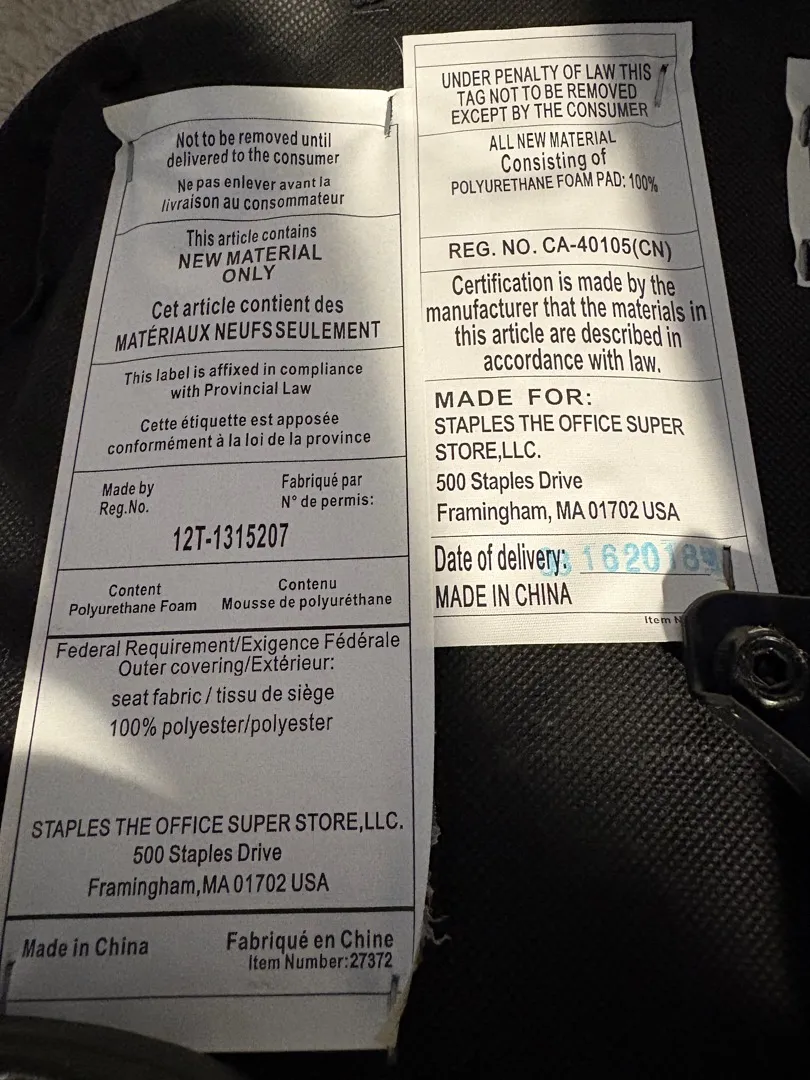 Not to be removed until
delivered to the consumer
Ne pas enlever avant la
livraison au consommateur
This article contains
NEW MATERIAL
ONLY
Cet article contient des
MATÉRIAUX NEUFS SEULEMENT
This label is affixed in compliance
with Provincial Law
Cette étiquette est apposée
conformément à la loi de la province
Made by
Reg.No.
Fabriqué par
N° de permis:
12T-1315207
Content
Polyurethane Foam
Contenu
Mousse de polyuréthane
Federal Requirement/Exigence Fédérale
Outer covering/Extérieur:
seat fabric / tissu de siège
100% polyester/polyester
STAPLES THE OFFICE SUPER STORE,LLC.
500 Staples Drive
Framingham,MA 01702 USA
Made in China
Fabriqué en Chine
Item Number:27372
UNDER PENALTY OF LAW THIS
TAG NOT TO BE REMOVED
EXCEPT BY THE CONSUMER
ALL NEW MATERIAL
Consisting of
POLYURETHANE FOAM PAD: 100%
REG. NO. CA-40105(CN)
Certification is made by the
manufacturer that the materials in
this article are described in
accordance with law.
MADE FOR:
STAPLES THE OFFICE SUPER
STORE,LLC.
500 Staples Drive
Framingham, MA 01702 USA
Date of delivery: 03 16 2018
MADE IN CHINA
Item